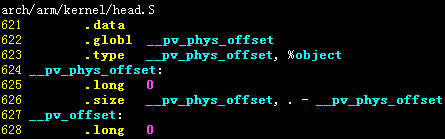 arch/arm/kernel/head.S
621 .data
622 .globl __pv_phys_offset
623 .type __pv_phys_offset, %object
624 __pv_phys_offset:
625 .long 0
626 .size __pv_phys_offset, . - __pv_phys_offset
627 __pv_offset:
628 .long 0